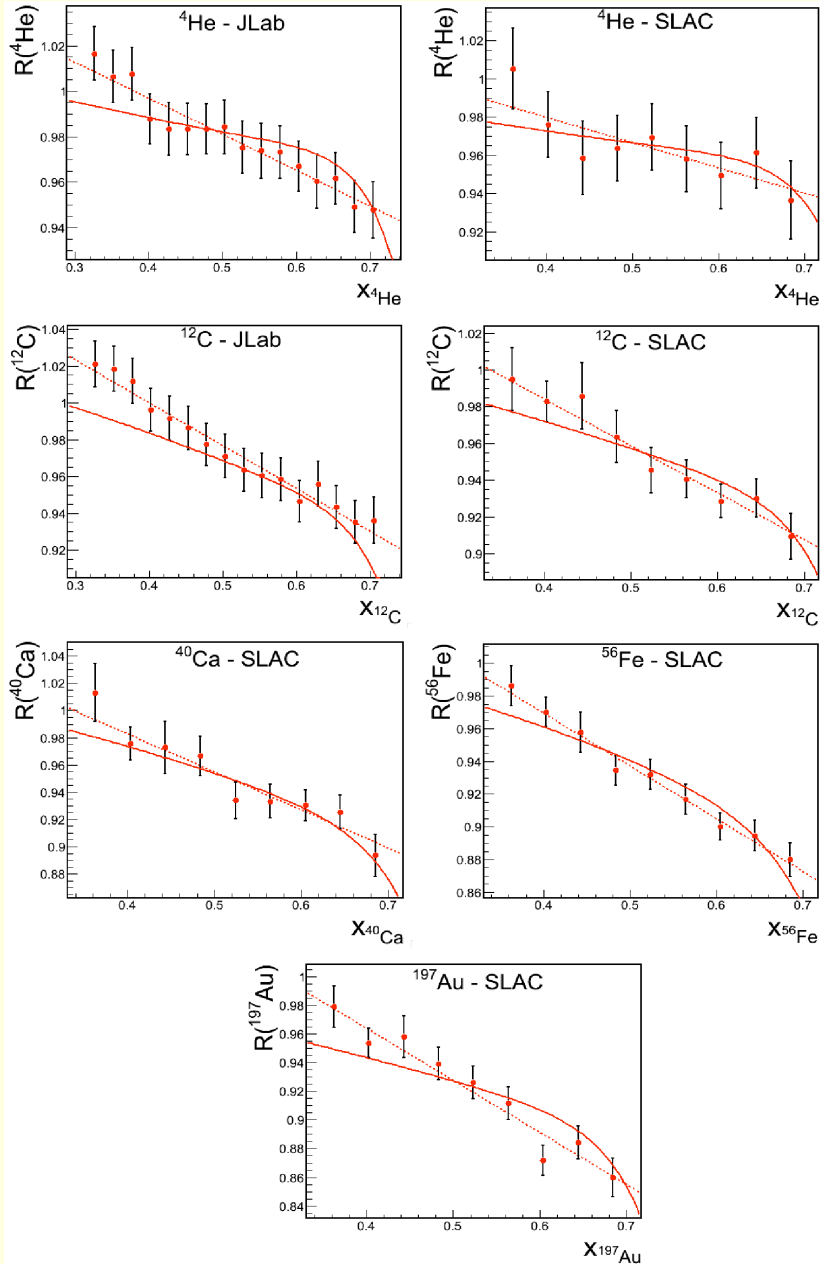 ⁴He - JLab
R(⁴He)
1.02
1
0.98
0.96
0.94
0.3 0.4 0.5 0.6 0.7
x⁴He
⁴He - SLAC
R(⁴He)
1.02
1
0.98
0.96
0.94
0.92
0.4 0.5 0.6 0.7
x⁴He
¹²C - JLab
R(¹²C)
1.04
1.02
1
0.98
0.96
0.94
0.92
0.3 0.4 0.5 0.6 0.7
x¹²C
¹²C - SLAC
R(¹²C)
1.02
1
0.98
0.96
0.94
0.92
0.9
0.4 0.5 0.6 0.7
x¹²C
⁴⁰Ca - SLAC
R(⁴⁰Ca)
1.04
1.02
1
0.98
0.96
0.94
0.92
0.9
0.88
0.4 0.5 0.6 0.7
x⁴⁰Ca
⁵⁶Fe - SLAC
R(⁵⁶Fe)
1
0.98
0.96
0.94
0.92
0.9
0.88
0.86
0.4 0.5 0.6 0.7
x⁵⁶Fe
¹⁹⁷Au - SLAC
R(¹⁹⁷Au)
1
0.98
0.96
0.94
0.92
0.9
0.88
0.86
0.84
0.4 0.5 0.6 0.7
x¹⁹⁷Au